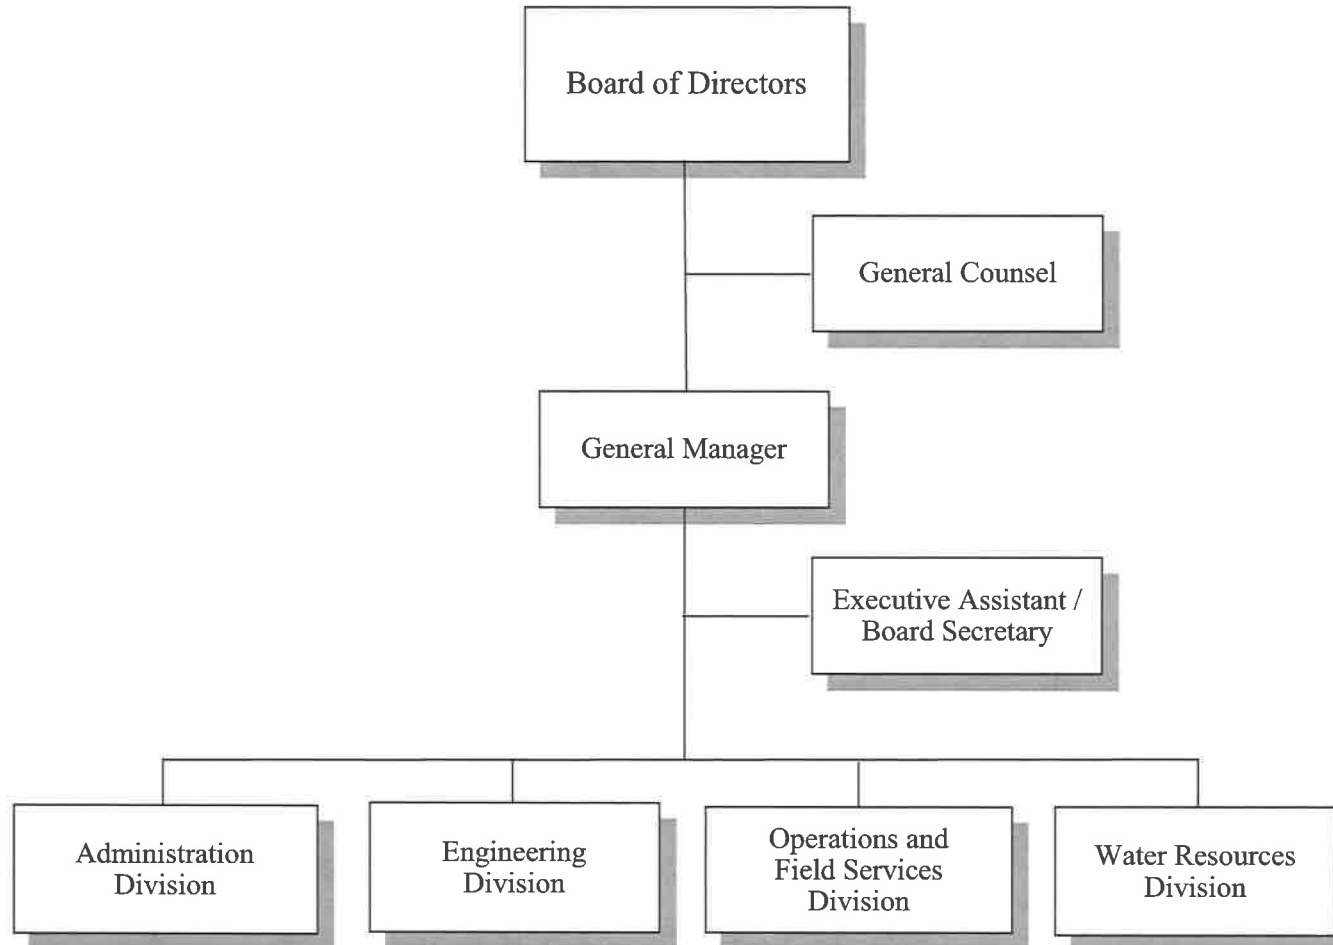 Board of Directors
General Counsel
General Manager
Executive Assistant /
Board Secretary
Administration
Division
Engineering
Division
Operations and
Field Services
Division
Water Resources
Division